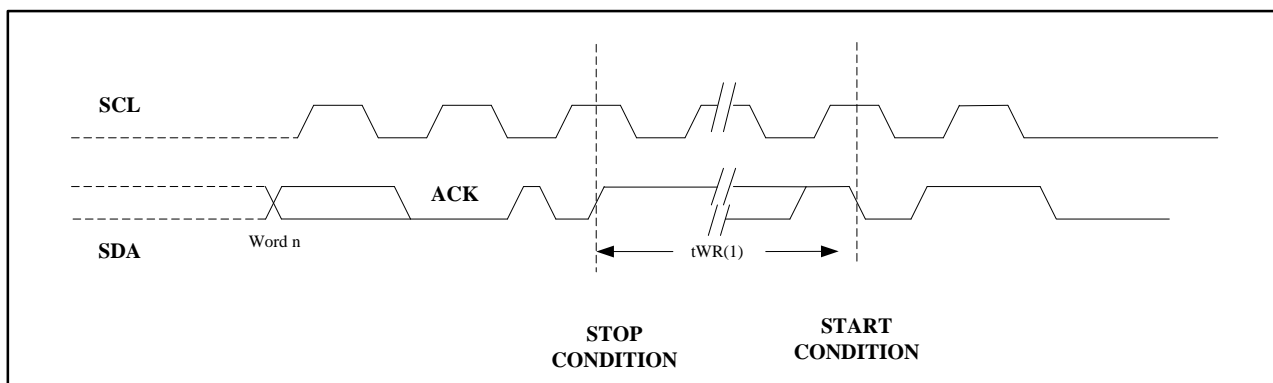 SCL
ACK
Word n
SDA
tWR(1)
STOP
CONDITION
START
CONDITION